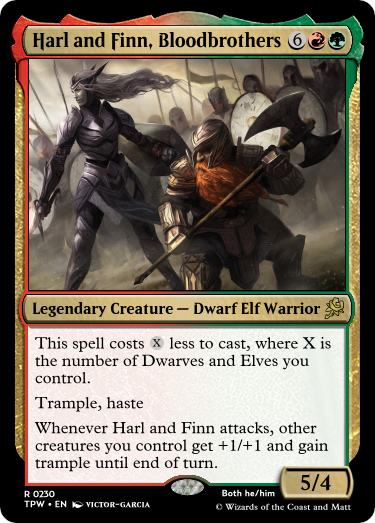 Harl and Finn, Bloodbrothers 6
Legendary Creature — Dwarf Elf Warrior
This spell costs X less to cast, where X is
the number of Dwarves and Elves you
control.
Trample, haste
Whenever Harl and Finn attacks, other
creatures you control get +1/+1 and gain
trample until end of turn.
5/4
R 0230
TPW • EN VICTOR-GARCIA
Both he/him
© Wizards of the Coast and Matt